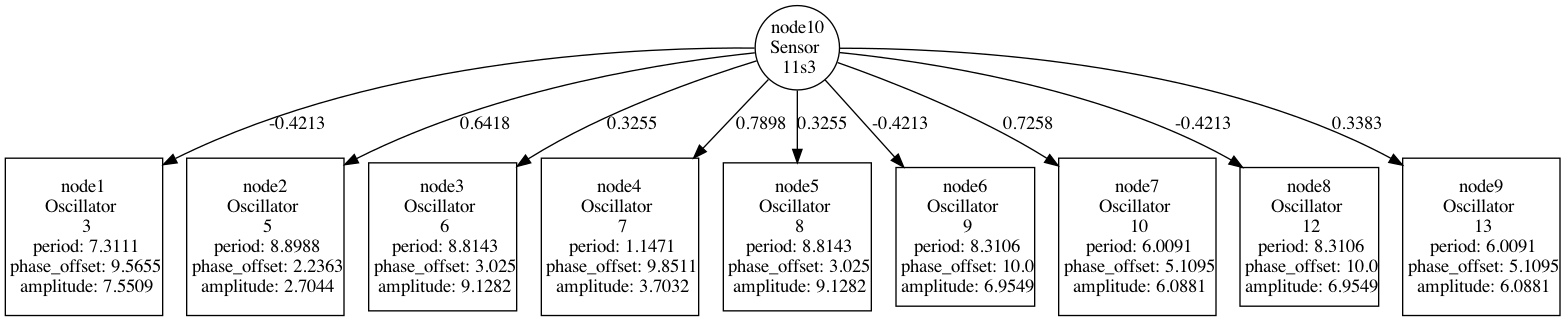 node10
Sensor
11s3
-0.4213
0.6418
0.3255
0.7898
0.3255
-0.4213
0.7258
-0.4213
0.3383
node1
Oscillator
3
period: 7.3111
phase_offset: 9.5655
amplitude: 7.5509
node2
Oscillator
5
period: 8.8988
phase_offset: 2.2363
amplitude: 2.7044
node3
Oscillator
6
period: 8.8143
phase_offset: 3.025
amplitude: 9.1282
node4
Oscillator
7
period: 1.1471
phase_offset: 9.8511
amplitude: 3.7032
node5
Oscillator
8
period: 8.8143
phase_offset: 3.025
amplitude: 9.1282
node6
Oscillator
9
period: 8.3106
phase_offset: 10.0
amplitude: 6.9549
node7
Oscillator
10
period: 6.0091
phase_offset: 5.1095
amplitude: 6.0881
node8
Oscillator
12
period: 8.3106
phase_offset: 10.0
amplitude: 6.9549
node9
Oscillator
13
period: 6.0091
phase_offset: 5.1095
amplitude: 6.0881